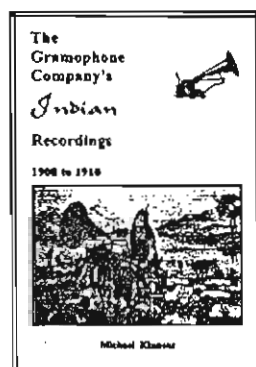 The
Gramophone
Company's
Indian
Recordings
1908 to 1910
Michael Kinnear